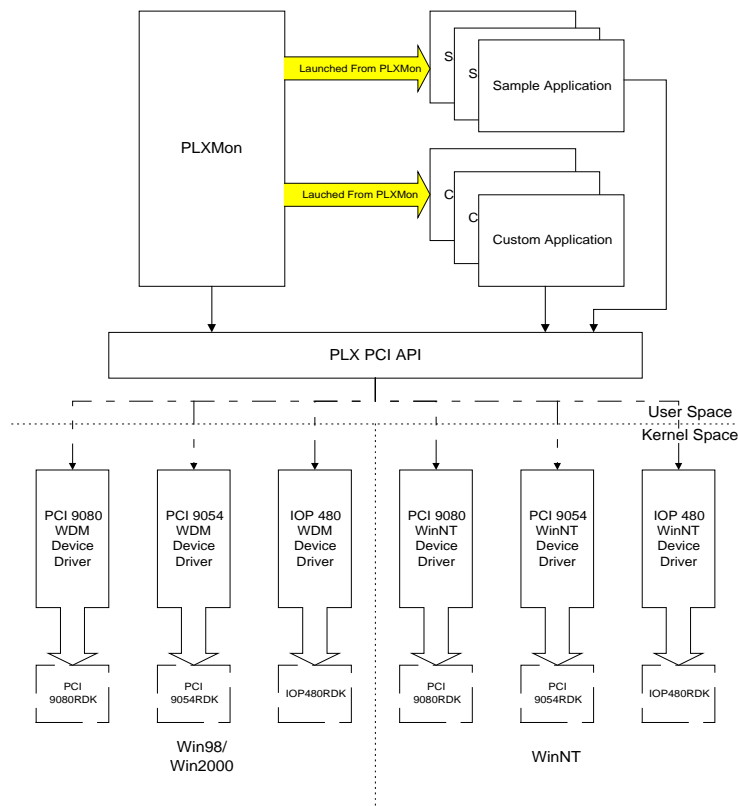 S
Launched From PLXMon
S
Sample Application
PLXMon
C
Lauched From PLXMon
C
Custom Application
PLX PCI API
User Space
Kernel Space
PCI 9080
WDM
Device
Driver
PCI 9054
WDM
Device
Driver
IOP 480
WDM
Device
Driver
PCI 9080
WinNT
Device
Driver
PCI 9054
WinNT
Device
Driver
IOP 480
WinNT
Device
Driver
PCI
9080RDK
PCI
9054RDK
IOP480RDK
PCI
9080RDK
PCI
9054RDK
IOP480RDK
Win98/
Win2000
WinNT